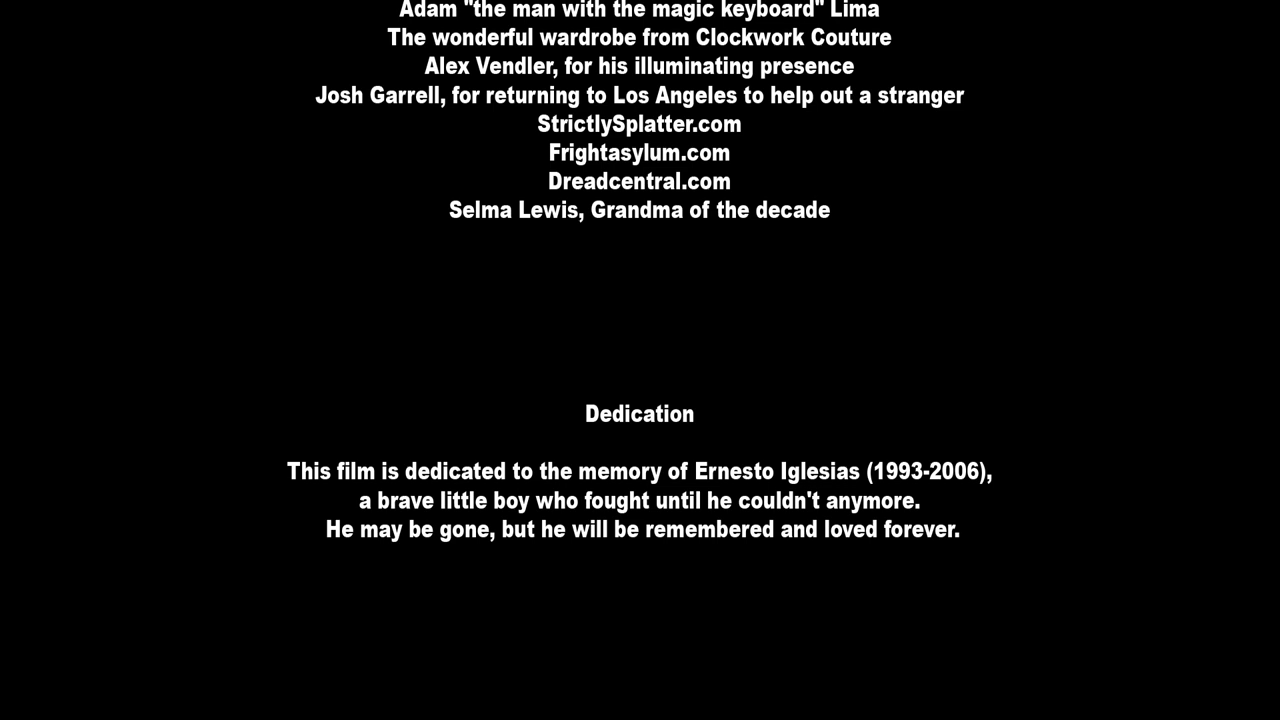 Adam "the man with the magic keyboard" Lima
The wonderful wardrobe from Clockwork Couture
Alex Vendler, for his illuminating presence
Josh Garrell, for returning to Los Angeles to help out a stranger
StrictlySplatter.com
Frightasylum.com
Dreadcentral.com
Selma Lewis, Grandma of the decade
Dedication
This film is dedicated to the memory of Ernesto Iglesias (1993-2006),
a brave little boy who fought until he couldn't anymore.
He may be gone, but he will be remembered and loved forever.